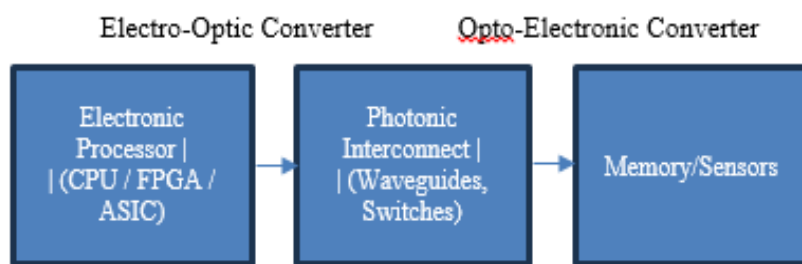 Electro-Optic Converter
Opto-Electronic Converter
Electronic
Processor |
| (CPU / FPGA /
ASIC)
Photonic
Interconnect |
| (Waveguides,
Switches)
Memory/Sensors